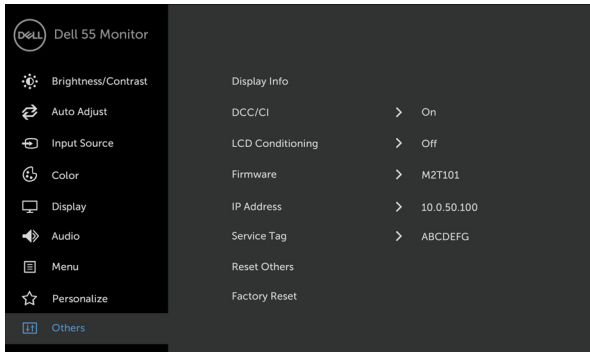 DELL Dell 55 Monitor
Brightness/Contrast
Auto Adjust
Input Source
Color
Display
Audio
Menu
Personalize
Others
Display Info
DCC/CI > On
LCD Conditioning > Off
Firmware > M2T101
IP Address > 10.0.50.100
Service Tag > ABCDEFG
Reset Others
Factory Reset